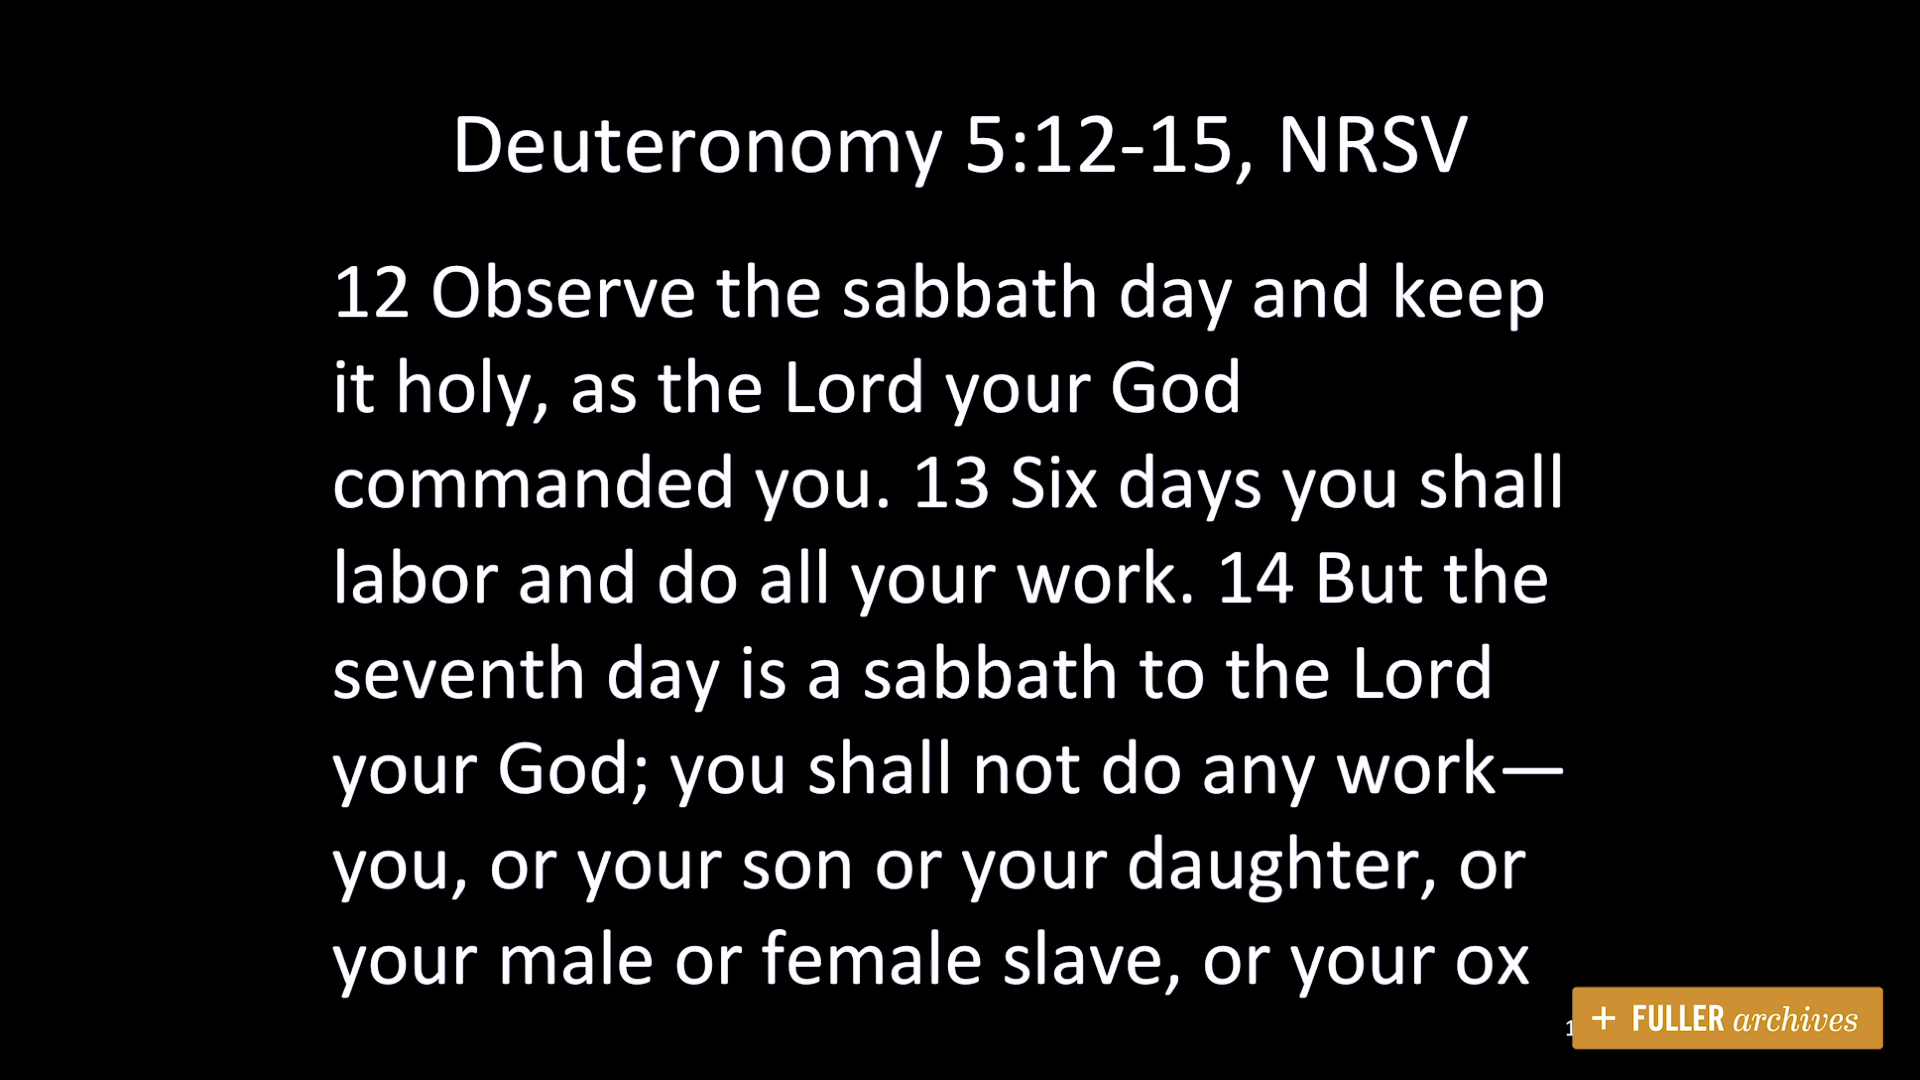 Deuteronomy 5:12-15, NRSV
12 Observe the sabbath day and keep
it holy, as the Lord your God
commanded you. 13 Six days you shall
labor and do all your work. 14 But the
seventh day is a sabbath to the Lord
your God; you shall not do any work—
you, or your son or your daughter, or
your male or female slave, or your ox
+ FULLER archives